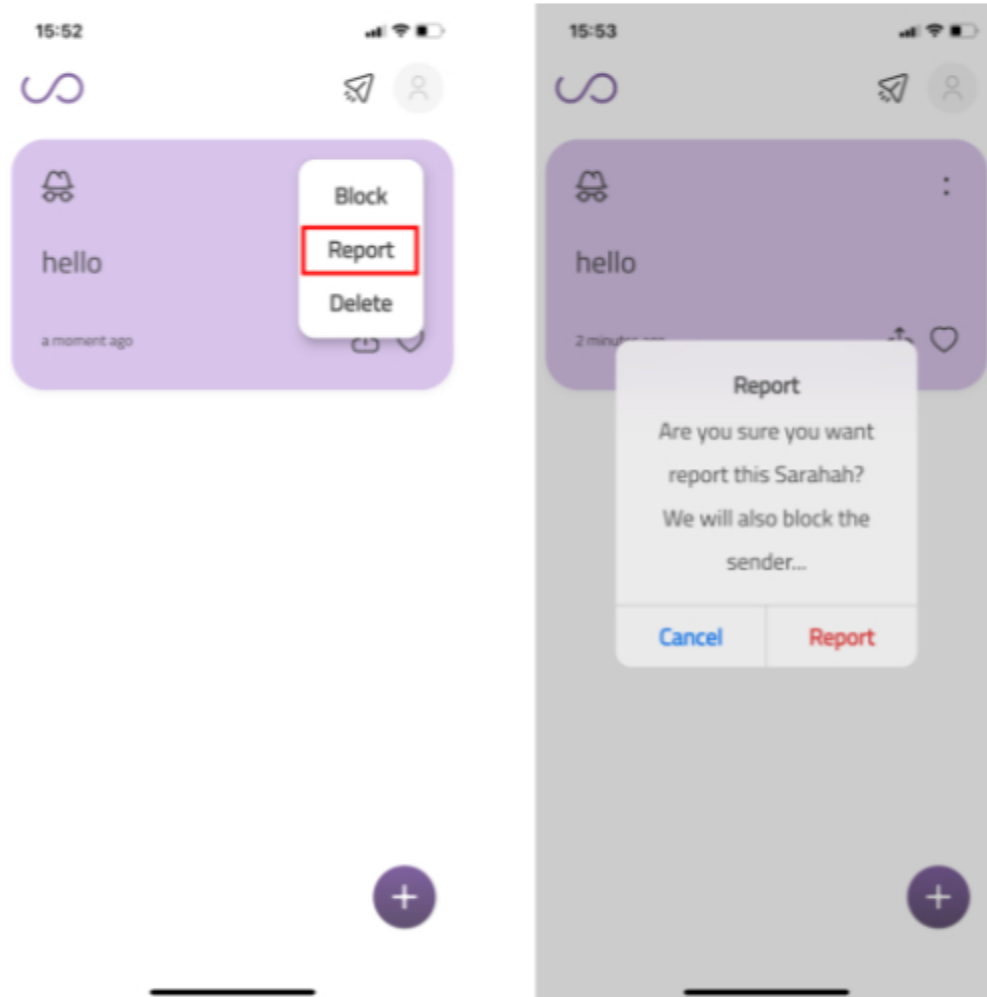 15:52
Block
Report
hello
Delete
a moment ago
15:53
hello
Report
Are you sure you want
report this Sarahah?
We will also block the
sender...
Cancel
Report